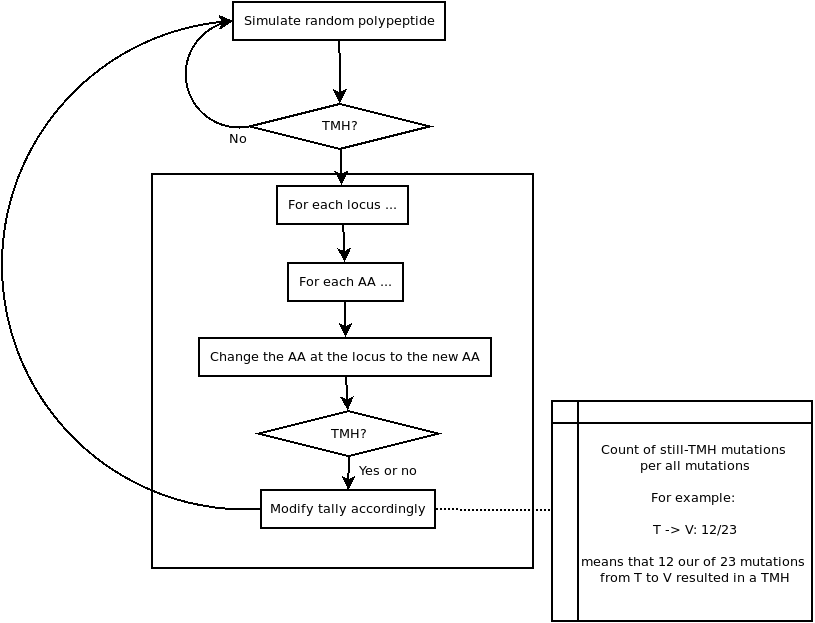 Simulate random polypeptide
TMH?
No
For each locus ...
For each AA ...
Change the AA at the locus to the new AA
TMH?
Yes or no
Modify tally accordingly
Count of still-TMH mutations
per all mutations
For example:
T -> V: 12/23
means that 12 our of 23 mutations
from T to V resulted in a TMH